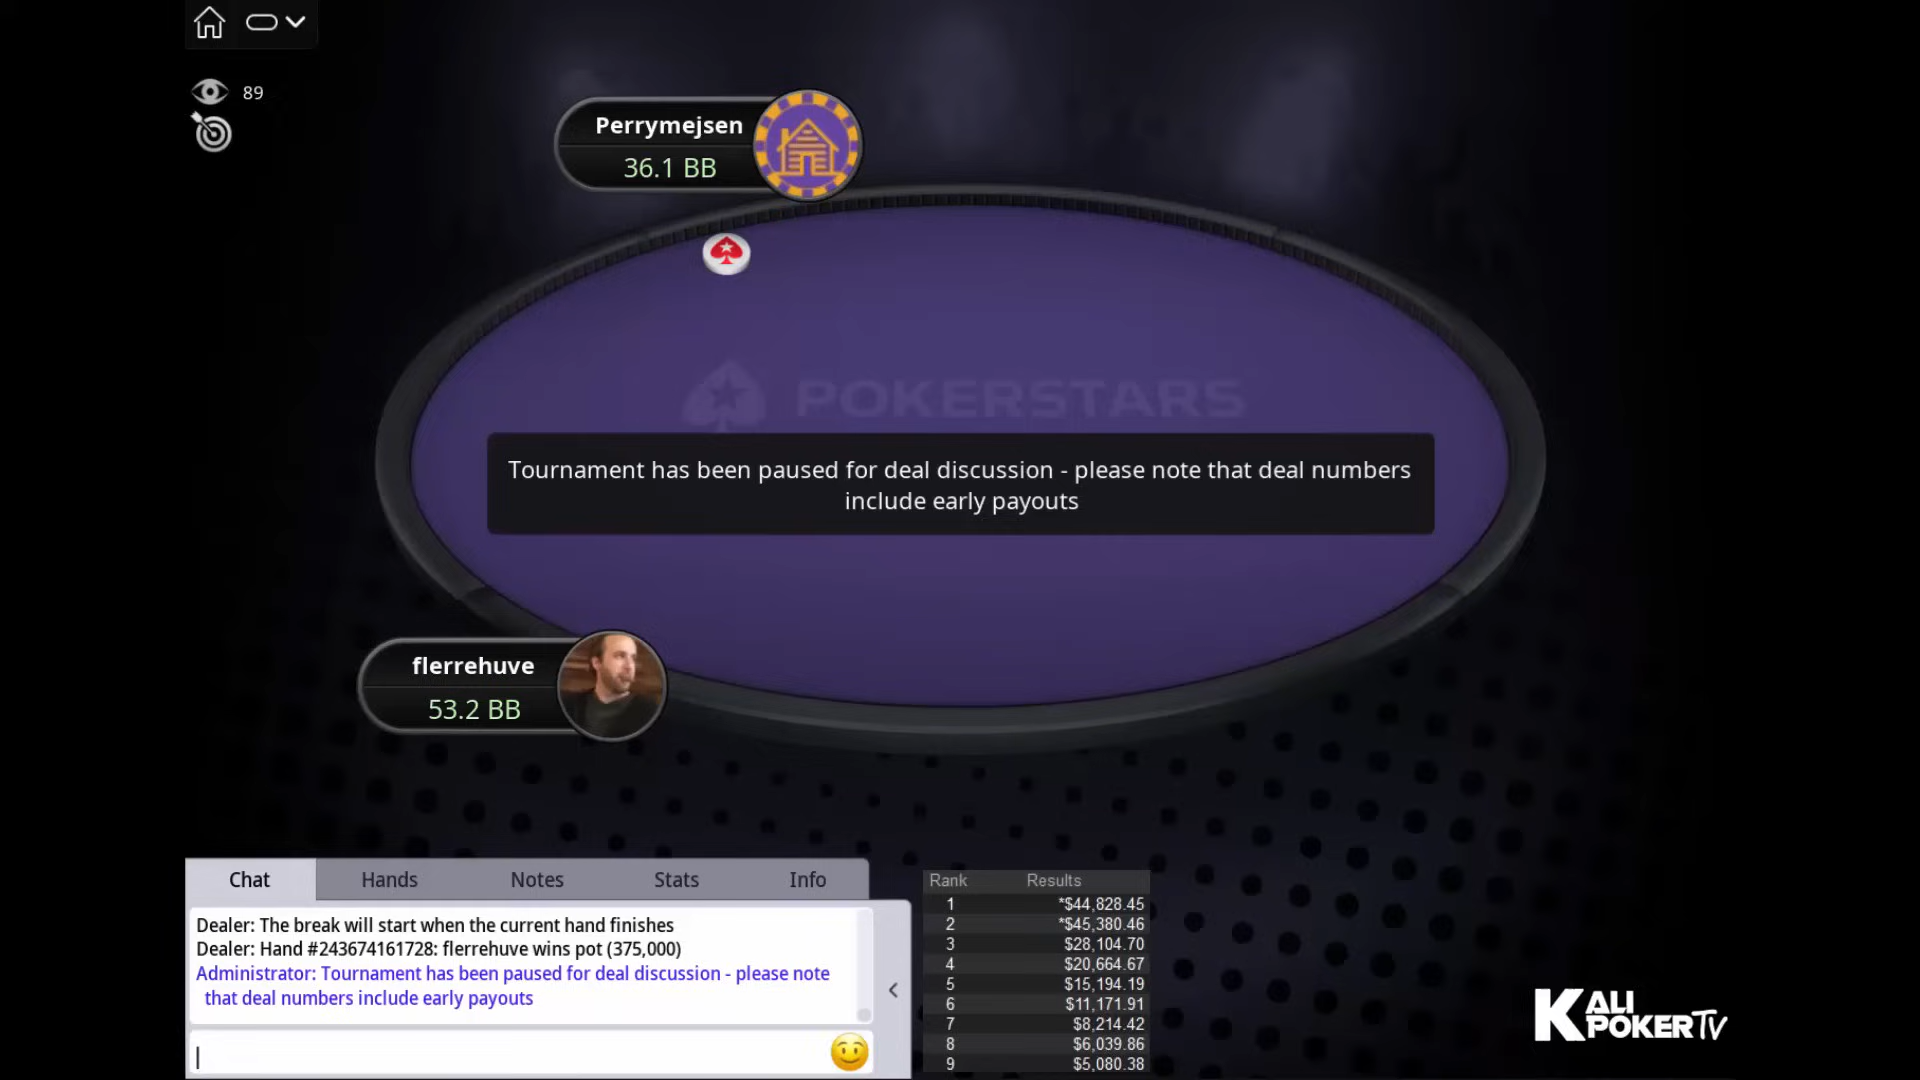 89
Perrymejsen
36.1 BB
POKERSTARS
Tournament has been paused for deal discussion - please note that deal numbers
include early payouts
flerrehuve
53.2 BB
Chat Hands Notes Stats Info
Dealer: The break will start when the current hand finishes
Dealer: Hand #243674161728: flerrehuve wins pot (375,000)
Administrator: Tournament has been paused for deal discussion - please note
that deal numbers include early payouts
Rank Results
1 *$44,828.45
2 *$45,380.46
3 $28,104.70
4 $20,664.67
5 $15,194.19
6 $11,171.91
7 $8,214.42
8 $6,039.86
9 $5,080.38
KALI
POKERTV